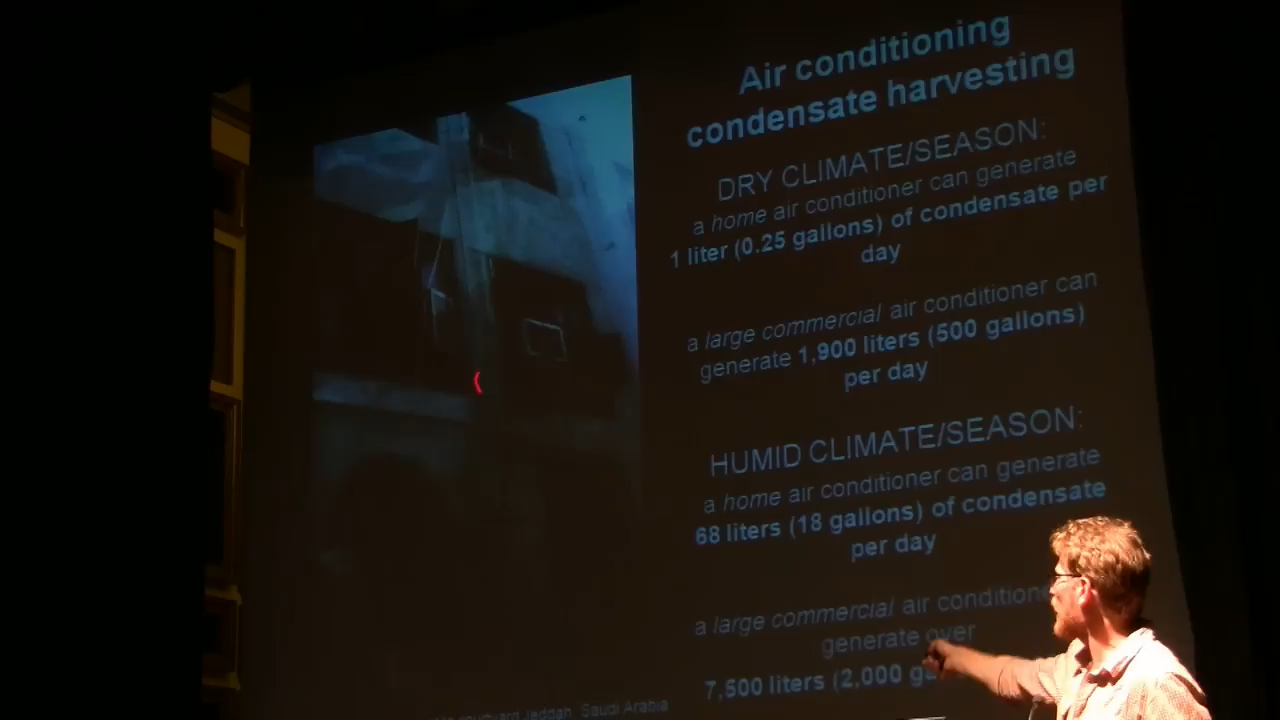 Air conditioning
condensate harvesting
DRY CLIMATE/SEASON:
a home air conditioner can generate
1 liter (0.25 gallons) of condensate per
day
a large commercial air conditioner can
generate 1,900 liters (500 gallons)
per day
HUMID CLIMATE/SEASON:
a home air conditioner can generate
68 liters (18 gallons) of condensate
per day
a large commercial air conditione
generate over
7,500 liters (2,000 ga
Jeddah, Saudi Arabia